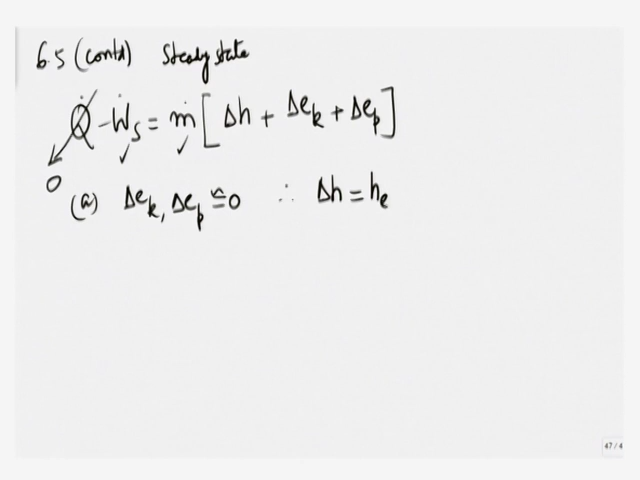 6.5 (contd) Steady state
Q̇ - Ẇs = ṁ [ Δh + Δek + Δep ]
✓ ✓
0
(a) Δek, Δep ≅ 0 ∴ Δh = he
47/4